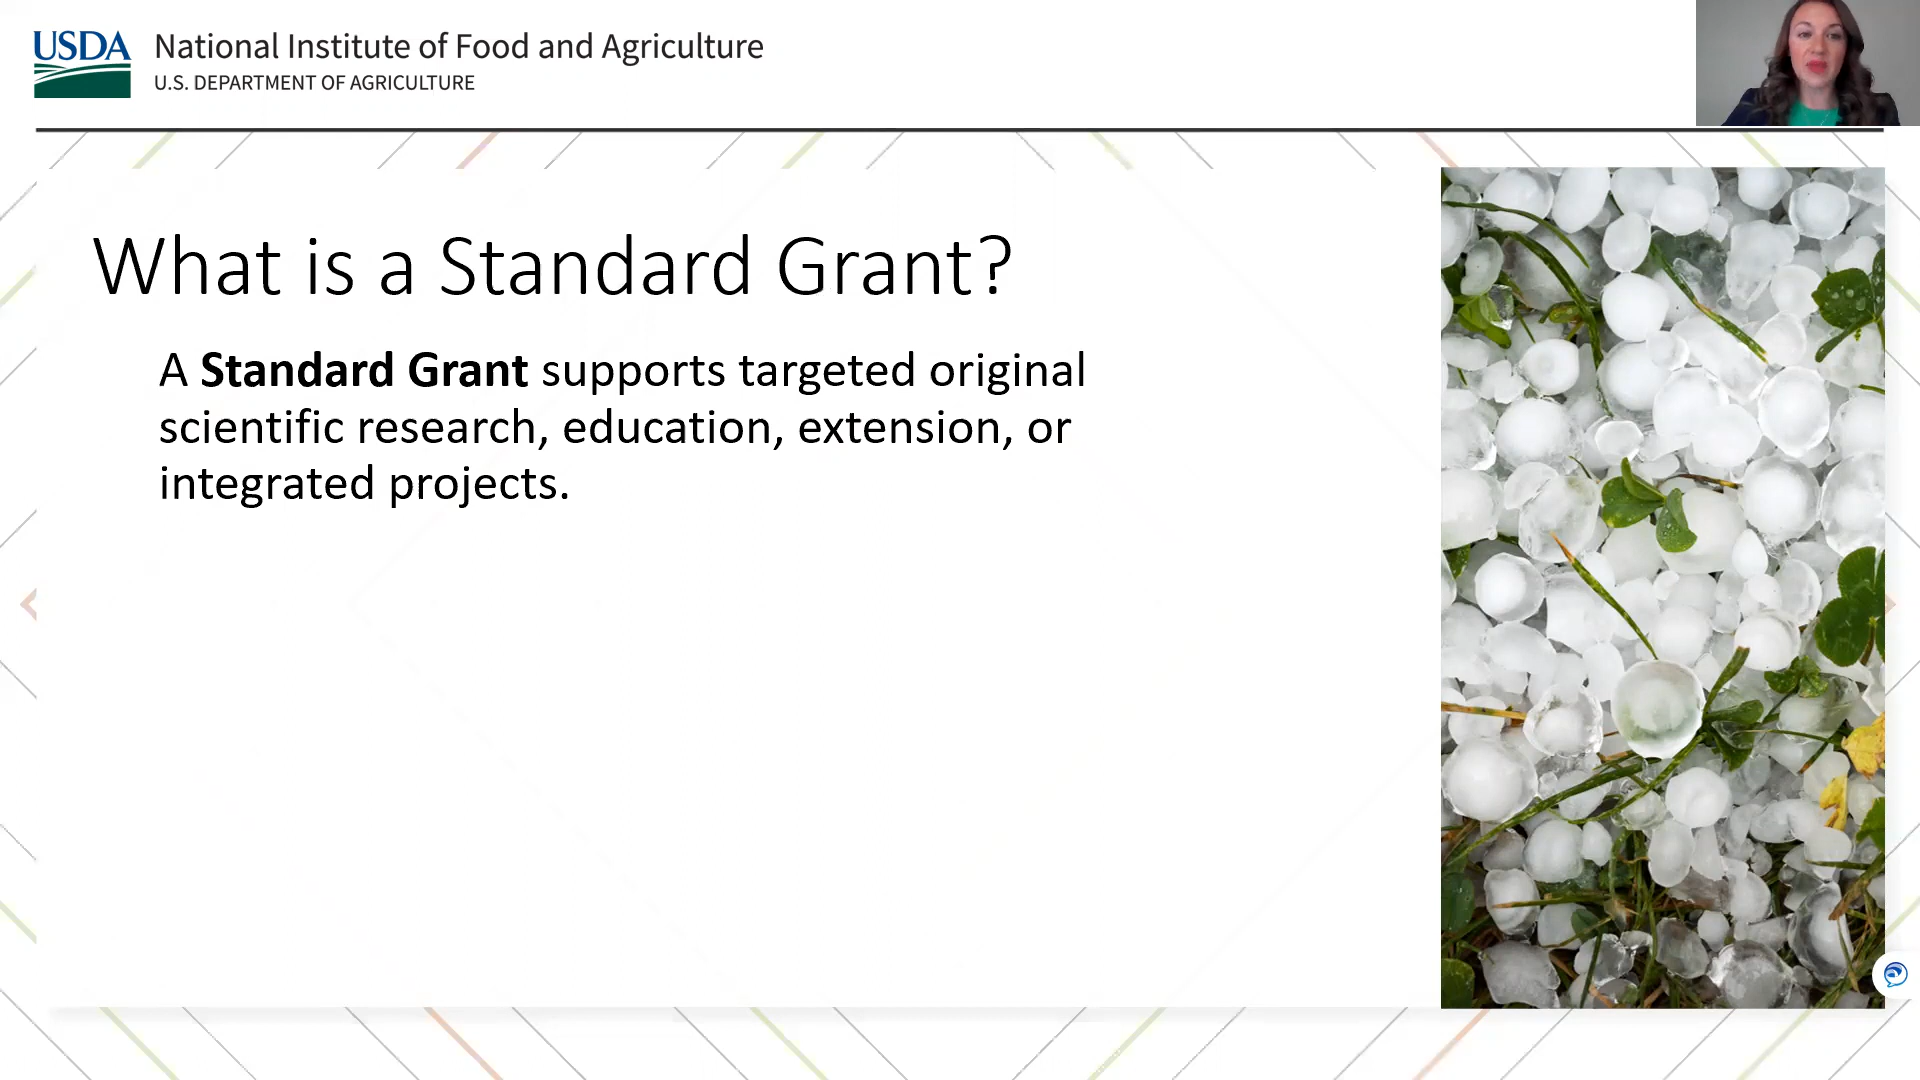 USDA
National Institute of Food and Agriculture
U.S. DEPARTMENT OF AGRICULTURE
What is a Standard Grant?
A Standard Grant supports targeted original
scientific research, education, extension, or
integrated projects.